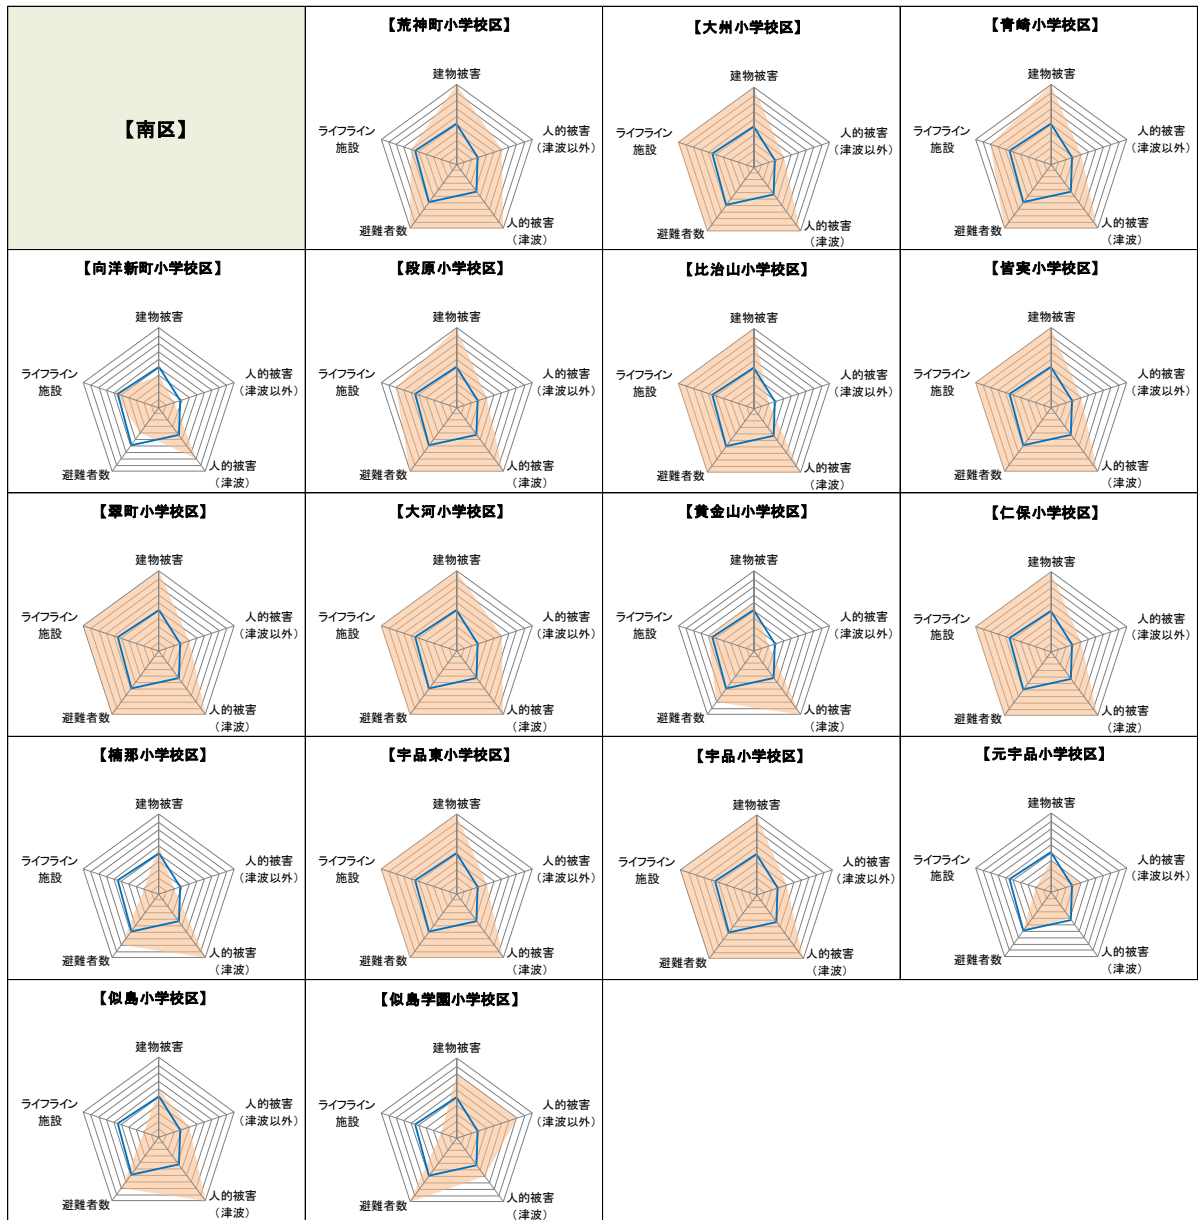 【南区】
【荒神町小学校区】
建物被害
ライフライン
施設
人的被害
(津波以外)
避難者数
人的被害
(津波)
【大州小学校区】
建物被害
ライフライン
施設
人的被害
(津波以外)
避難者数
人的被害
(津波)
【青崎小学校区】
建物被害
ライフライン
施設
人的被害
(津波以外)
避難者数
人的被害
(津波)
【向洋新町小学校区】
建物被害
ライフライン
施設
人的被害
(津波以外)
避難者数
人的被害
(津波)
【段原小学校区】
建物被害
ライフライン
施設
人的被害
(津波以外)
避難者数
人的被害
(津波)
【比治山小学校区】
建物被害
ライフライン
施設
人的被害
(津波以外)
避難者数
人的被害
(津波)
【皆実小学校区】
建物被害
ライフライン
施設
人的被害
(津波以外)
避難者数
人的被害
(津波)
【翠町小学校区】
建物被害
ライフライン
施設
人的被害
(津波以外)
避難者数
人的被害
(津波)
【大河小学校区】
建物被害
ライフライン
施設
人的被害
(津波以外)
避難者数
人的被害
(津波)
【黄金山小学校区】
建物被害
ライフライン
施設
人的被害
(津波以外)
避難者数
人的被害
(津波)
【仁保小学校区】
建物被害
ライフライン
施設
人的被害
(津波以外)
避難者数
人的被害
(津波)
【楠那小学校区】
建物被害
ライフライン
施設
人的被害
(津波以外)
避難者数
人的被害
(津波)
【宇品東小学校区】
建物被害
ライフライン
施設
人的被害
(津波以外)
避難者数
人的被害
(津波)
【宇品小学校区】
建物被害
ライフライン
施設
人的被害
(津波以外)
避難者数
人的被害
(津波)
【元宇品小学校区】
建物被害
ライフライン
施設
人的被害
(津波以外)
避難者数
人的被害
(津波)
【似島小学校区】
建物被害
ライフライン
施設
人的被害
(津波以外)
避難者数
人的被害
(津波)
【似島学園小学校区】
建物被害
ライフライン
施設
人的被害
(津波以外)
避難者数
人的被害
(津波)